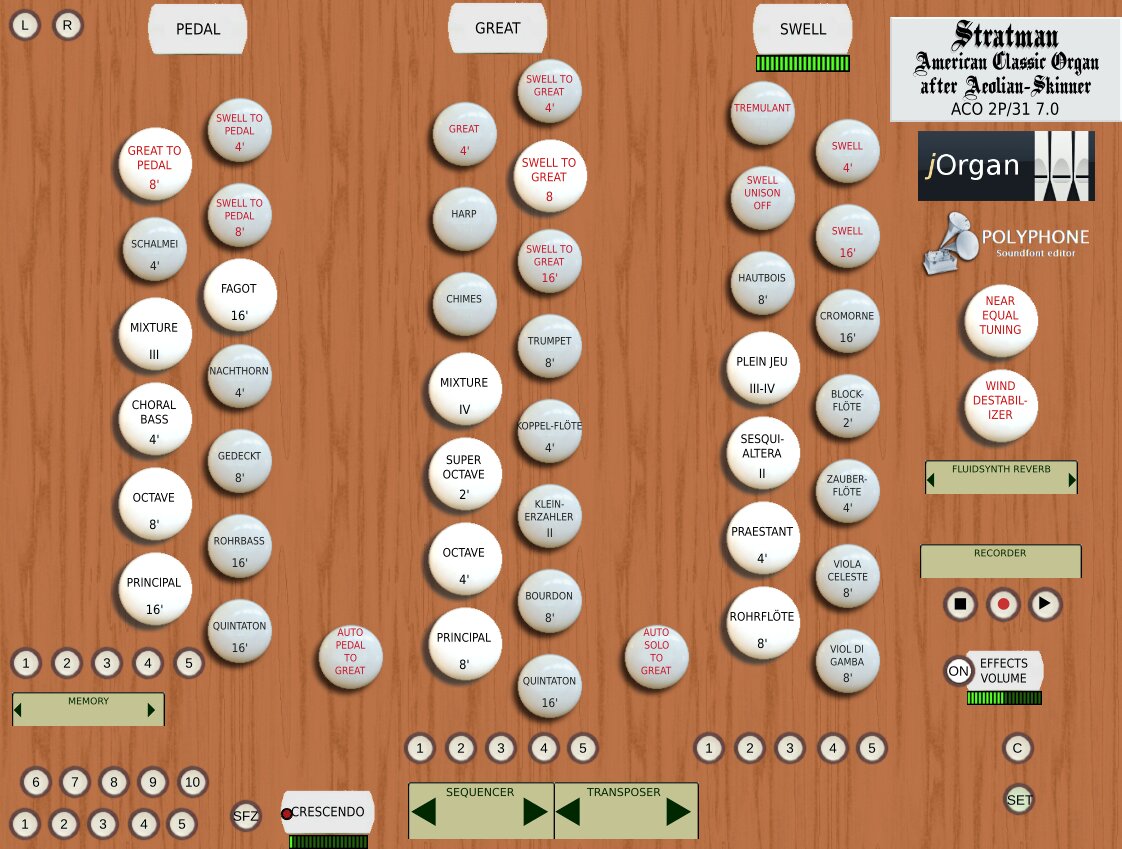 L
R
PEDAL
GREAT
SWELL
Stratman
American Classic Organ
after Aeolian-Skinner
ACO 2P/31 7.0
jOrgan
POLYPHONE
Soundfont editor
SWELL TO
PEDAL
4'
GREAT TO
PEDAL
8'
SWELL TO
PEDAL
8'
SCHALMEI
4'
FAGOT
16'
MIXTURE
III
NACHTHORN
4'
CHORAL
BASS
4'
GEDECKT
8'
OCTAVE
8'
ROHRBASS
16'
PRINCIPAL
16'
QUINTATON
16'
SWELL TO
GREAT
4'
GREAT
4'
SWELL TO
GREAT
8
HARP
SWELL TO
GREAT
16'
CHIMES
TRUMPET
8'
MIXTURE
IV
KOPPEL-FLÖTE
4'
SUPER
OCTAVE
2'
KLEIN-
ERZAHLER
II
OCTAVE
4'
BOURDON
8'
PRINCIPAL
8'
QUINTATON
16'
TREMULANT
SWELL
4'
SWELL
UNISON
OFF
SWELL
16'
HAUTBOIS
8'
CROMORNE
16'
PLEIN JEU
III-IV
BLOCK-
FLÖTE
2'
SESQUI-
ALTERA
II
ZAUBER-
FLÖTE
4'
PRAESTANT
4'
VIOLA
CELESTE
8'
ROHRFLÖTE
8'
VIOL DI
GAMBA
8'
AUTO
PEDAL
TO
GREAT
AUTO
SOLO
TO
GREAT
NEAR
EQUAL
TUNING
WIND
DESTABIL-
IZER
FLUIDSYNTH REVERB
RECORDER
ON
EFFECTS
VOLUME
1 2 3 4 5
MEMORY
1 2 3 4 5
1 2 3 4 5
C
6 7 8 9 10
1 2 3 4 5
SFZ
CRESCENDO
SEQUENCER
TRANSPOSER
SET